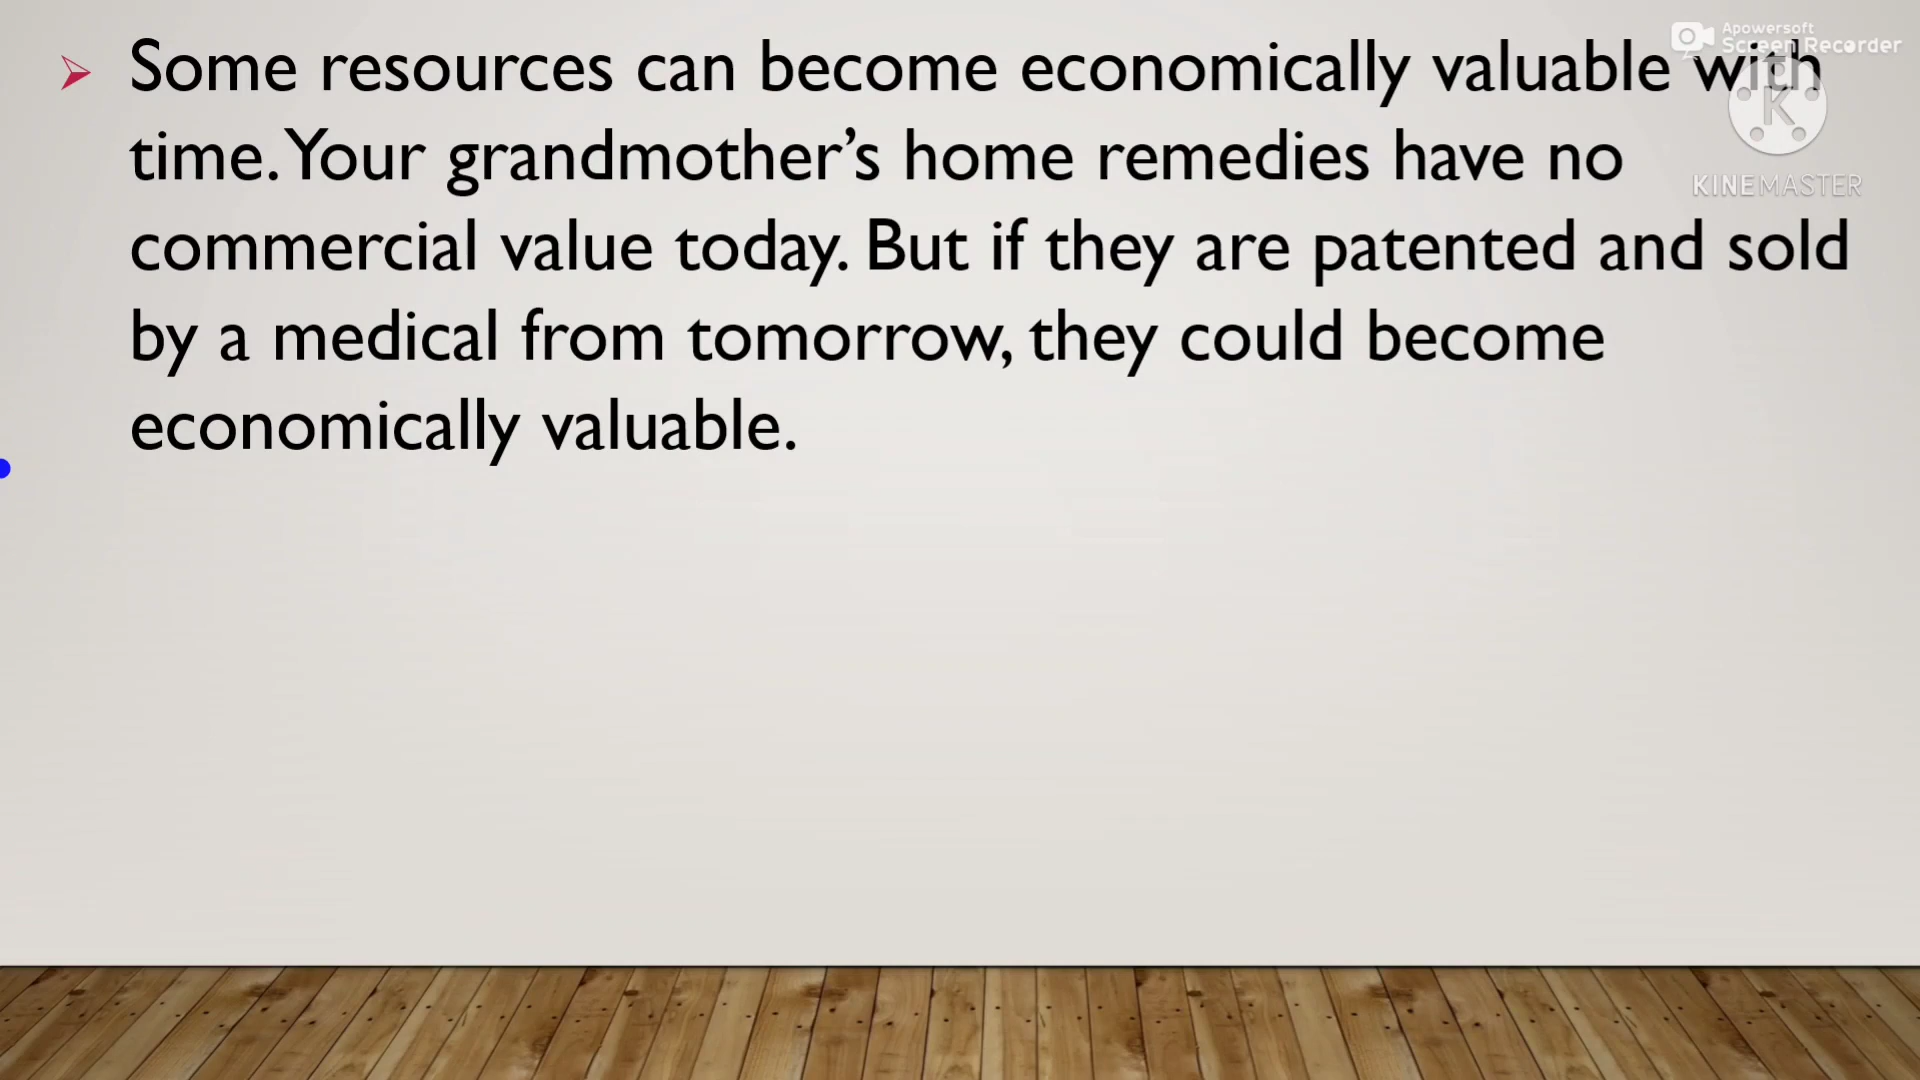 Apowersoft
Screen Recorder
Some resources can become economically valuable with
time. Your grandmother’s home remedies have no
commercial value today. But if they are patented and sold
by a medical from tomorrow, they could become
economically valuable.
K
KINEMASTER